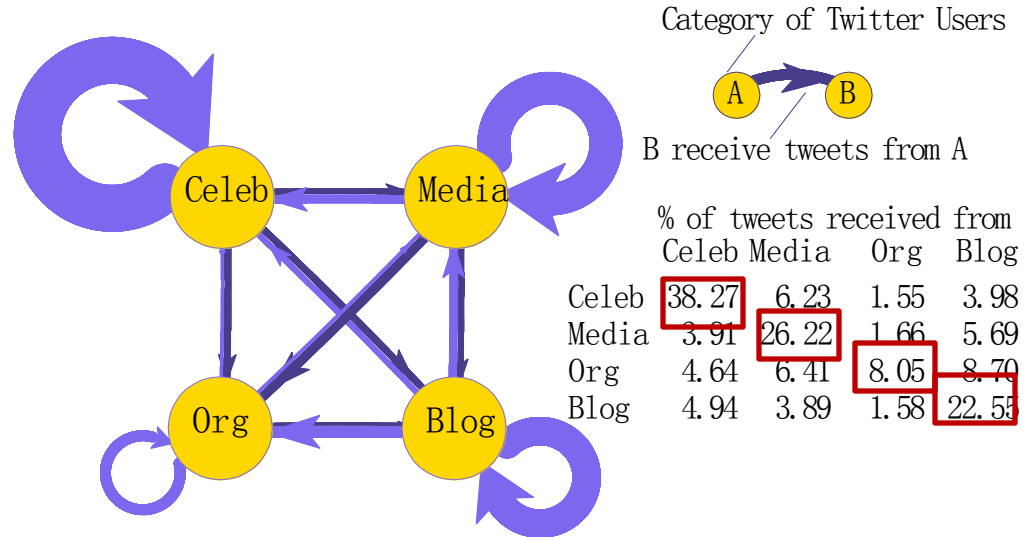 Category of Twitter Users
A
B
B receive tweets from A
Celeb
Media
Org
Blog
% of tweets received from
Celeb Media Org Blog
Celeb 38.27 6.23 1.55 3.98
Media 3.91 26.22 1.66 5.69
Org 4.64 6.41 8.05 8.70
Blog 4.94 3.89 1.58 22.55